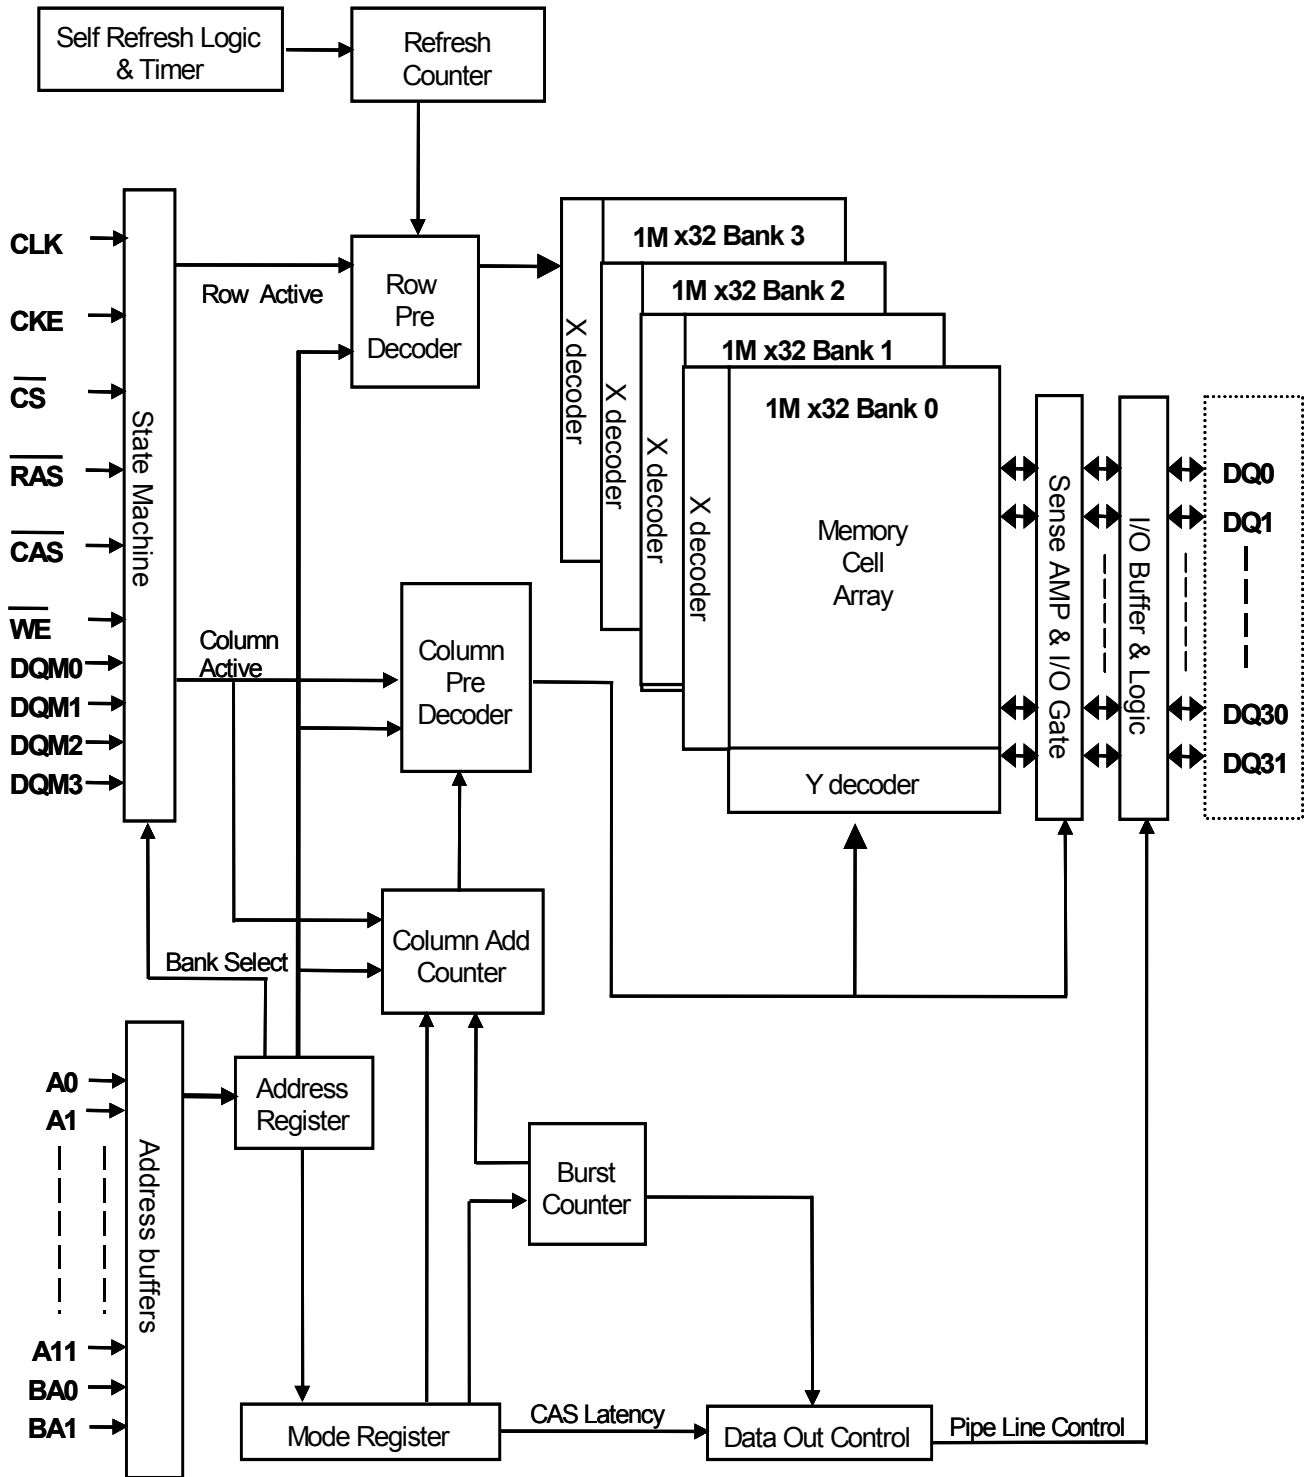 Self Refresh Logic
& Timer
Refresh
Counter
CLK
CKE
CS
RAS
CAS
WE
DQM0
DQM1
DQM2
DQM3
State Machine
Row Active
Row
Pre
Decoder
1M x32 Bank 3
1M x32 Bank 2
1M x32 Bank 1
1M x32 Bank 0
X decoder
X decoder
X decoder
X decoder
Memory
Cell
Array
Y decoder
Sense AMP & I/O Gate
I/O Buffer & Logic
DQ0
DQ1
DQ30
DQ31
Column
Active
Column
Pre
Decoder
Bank Select
Column Add
Counter
A0
A1
A11
BA0
BA1
Address buffers
Address
Register
Burst
Counter
Mode Register
CAS Latency
Data Out Control
Pipe Line Control